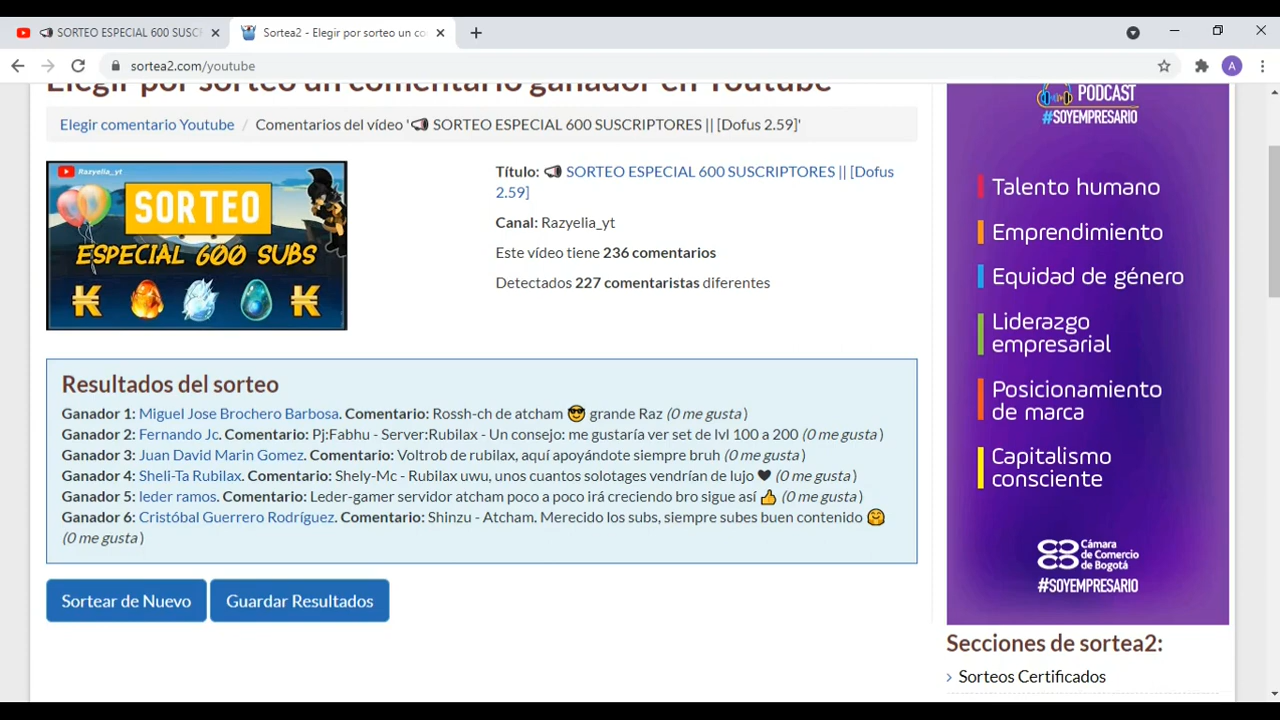 SORTEO ESPECIAL 600 SUSC
Sortea2 - Elegir por sorteo un co
sortea2.com/youtube
A
Elegir por sorteo un comentario ganador en Youtube
Elegir comentario Youtube / Comentarios del vídeo '📢 SORTEO ESPECIAL 600 SUSCRIPTORES || [Dofus 2.59]'
Razyelia_yt
SORTEO
ESPECIAL 600 SUBS
Título: 📢 SORTEO ESPECIAL 600 SUSCRIPTORES || [Dofus
2.59]
Canal: Razyelia_yt
Este vídeo tiene 236 comentarios
Detectados 227 comentaristas diferentes
Resultados del sorteo
Ganador 1: Miguel Jose Brochero Barbosa. Comentario: Rossh-ch de atcham 😎 grande Raz (0 me gusta )
Ganador 2: Fernando Jc. Comentario: Pj:Fabhu - Server:Rubilax - Un consejo: me gustaría ver set de lvl 100 a 200 (0 me gusta )
Ganador 3: Juan David Marin Gomez. Comentario: Voltrob de rubilax, aquí apoyándote siempre bruh (0 me gusta )
Ganador 4: Sheli-Ta Rubilax. Comentario: Shely-Mc - Rubilax uwu, unos cuantos solotages vendrían de lujo 🖤 (0 me gusta )
Ganador 5: leder ramos. Comentario: Leder-gamer servidor atcham poco a poco irá creciendo bro sigue así 👍 (0 me gusta )
Ganador 6: Cristóbal Guerrero Rodríguez. Comentario: Shinzu - Atcham. Merecido los subs, siempre subes buen contenido 🤗
(0 me gusta )
Sortear de Nuevo
Guardar Resultados
PODCAST
#SOYEMPRESARIO
Talento humano
Emprendimiento
Equidad de género
Liderazgo
empresarial
Posicionamiento
de marca
Capitalismo
consciente
Cámara
de Comercio
de Bogotá
#SOYEMPRESARIO
Secciones de sortea2:
Sorteos Certificados